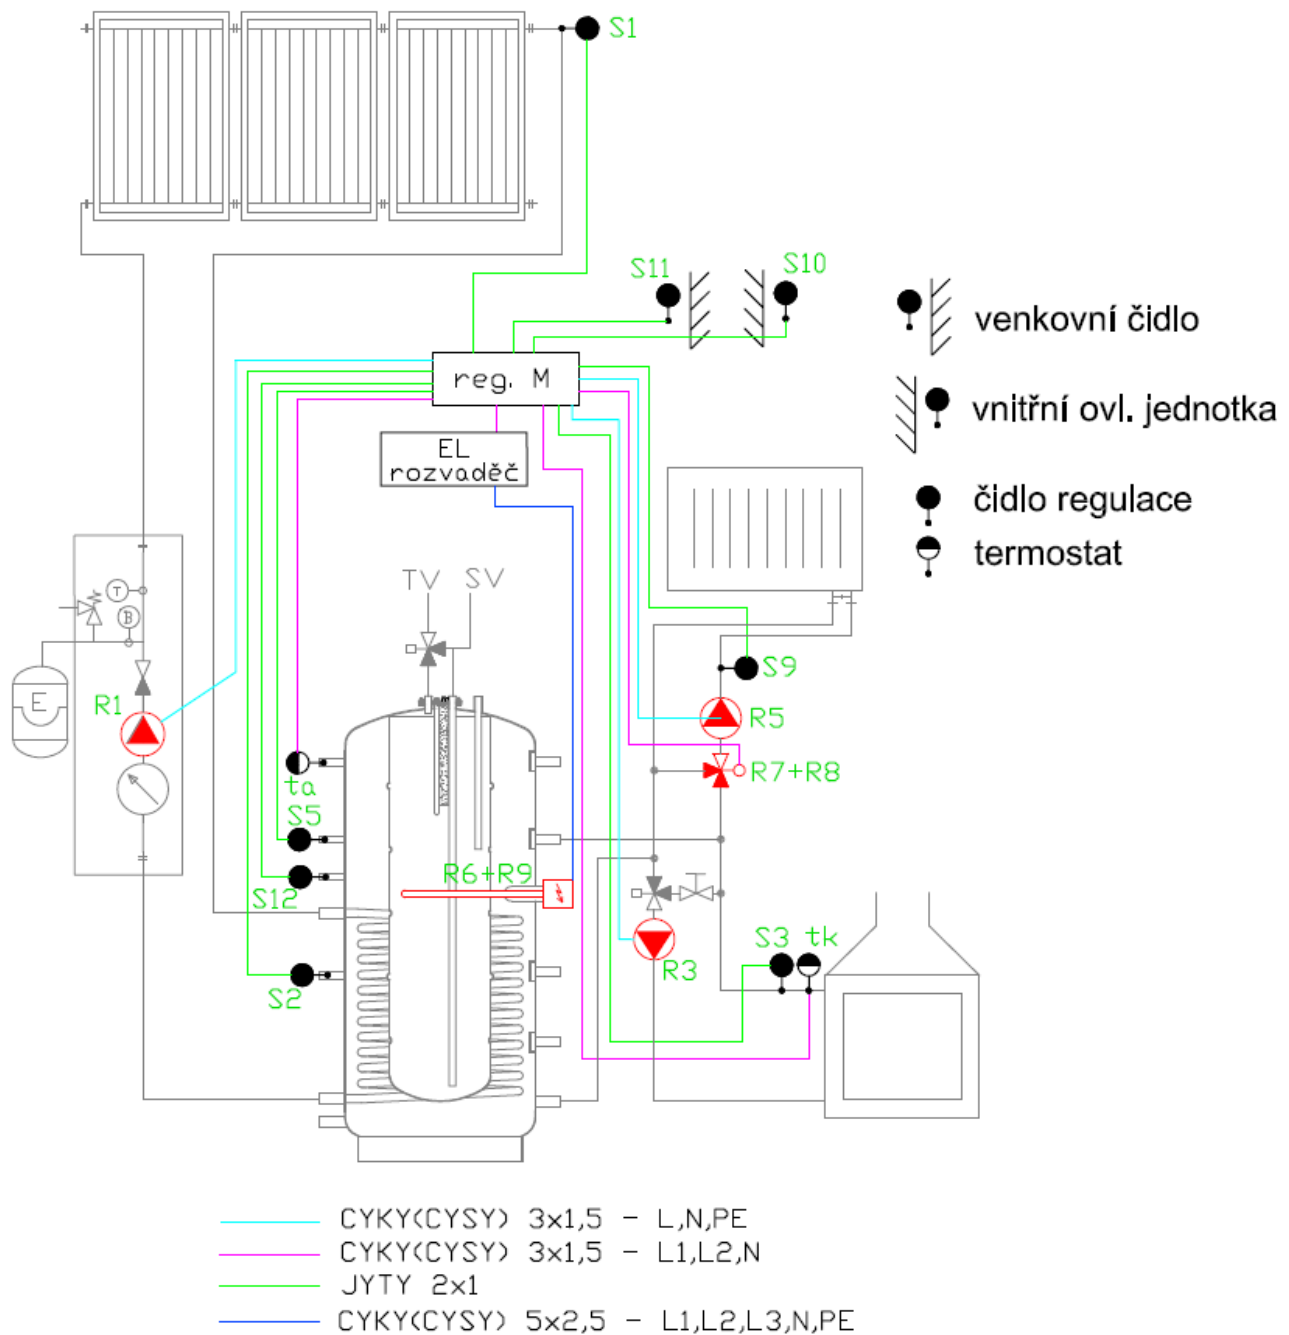 S1
S11
S10
venkovní čidlo
reg. M
vnitřní ovl. jednotka
EL
rozvaděč
čidlo regulace
termostat
TV
SV
T
B
E
R1
S9
R5
R7+R8
ta
S5
R6+R9
S12
S3 tk
R3
S2
CYKY(CYSY) 3x1,5 - L,N,PE
CYKY(CYSY) 3x1,5 - L1,L2,N
JYTY 2x1
CYKY(CYSY) 5x2,5 - L1,L2,L3,N,PE